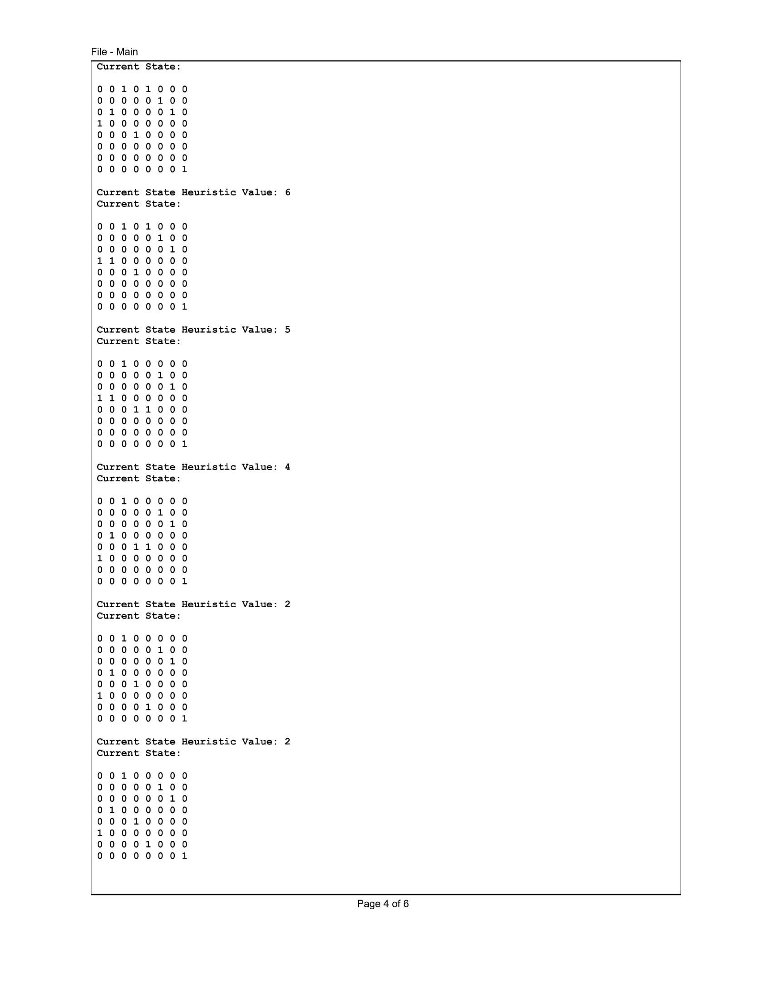 File - Main
Current State:
0 0 1 0 1 0 0 0
0 0 0 0 0 1 0 0
0 1 0 0 0 0 1 0
1 0 0 0 0 0 0 0
0 0 0 1 0 0 0 0
0 0 0 0 0 0 0 0
0 0 0 0 0 0 0 0
0 0 0 0 0 0 0 1
Current State Heuristic Value: 6
Current State:
0 0 1 0 1 0 0 0
0 0 0 0 0 1 0 0
0 0 0 0 0 0 1 0
1 1 0 0 0 0 0 0
0 0 0 1 0 0 0 0
0 0 0 0 0 0 0 0
0 0 0 0 0 0 0 0
0 0 0 0 0 0 0 1
Current State Heuristic Value: 5
Current State:
0 0 1 0 0 0 0 0
0 0 0 0 0 1 0 0
0 0 0 0 0 0 1 0
1 1 0 0 0 0 0 0
0 0 0 1 1 0 0 0
0 0 0 0 0 0 0 0
0 0 0 0 0 0 0 0
0 0 0 0 0 0 0 1
Current State Heuristic Value: 4
Current State:
0 0 1 0 0 0 0 0
0 0 0 0 0 1 0 0
0 0 0 0 0 0 1 0
0 1 0 0 0 0 0 0
0 0 0 1 1 0 0 0
1 0 0 0 0 0 0 0
0 0 0 0 0 0 0 0
0 0 0 0 0 0 0 1
Current State Heuristic Value: 2
Current State:
0 0 1 0 0 0 0 0
0 0 0 0 0 1 0 0
0 0 0 0 0 0 1 0
0 1 0 0 0 0 0 0
0 0 0 1 0 0 0 0
1 0 0 0 0 0 0 0
0 0 0 0 1 0 0 0
0 0 0 0 0 0 0 1
Current State Heuristic Value: 2
Current State:
0 0 1 0 0 0 0 0
0 0 0 0 0 1 0 0
0 0 0 0 0 0 1 0
0 1 0 0 0 0 0 0
0 0 0 1 0 0 0 0
1 0 0 0 0 0 0 0
0 0 0 0 1 0 0 0
0 0 0 0 0 0 0 1
Page 4 of 6